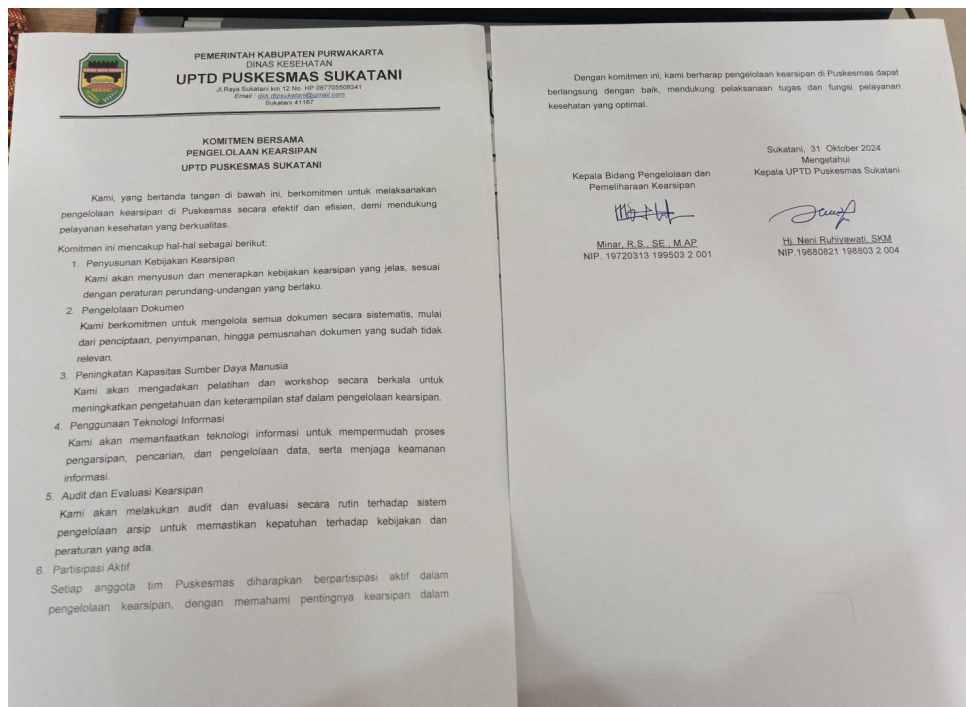 PEMERINTAH KABUPATEN PURWAKARTA
DINAS KESEHATAN
UPTD PUSKESMAS SUKATANI
Jl.Raya Sukatani km 12 No. HP 087705508341
Email : dkk.dtpsukatani@gmail.com
Sukatani 41167
KOMITMEN BERSAMA
PENGELOLAAN KEARSIPAN
UPTD PUSKESMAS SUKATANI
Kami, yang bertanda tangan di bawah ini, berkomitmen untuk melaksanakan
pengelolaan kearsipan di Puskesmas secara efektif dan efisien, demi mendukung
pelayanan kesehatan yang berkualitas.
Komitmen ini mencakup hal-hal sebagai berikut:
1. Penyusunan Kebijakan Kearsipan
Kami akan menyusun dan menerapkan kebijakan kearsipan yang jelas, sesuai
dengan peraturan perundang-undangan yang berlaku.
2. Pengelolaan Dokumen
Kami berkomitmen untuk mengelola semua dokumen secara sistematis, mulai
dari penciptaan, penyimpanan, hingga pemusnahan dokumen yang sudah tidak
relevan.
3. Peningkatan Kapasitas Sumber Daya Manusia
Kami akan mengadakan pelatihan dan workshop secara berkala untuk
meningkatkan pengetahuan dan keterampilan staf dalam pengelolaan kearsipan.
4. Penggunaan Teknologi Informasi
Kami akan memanfaatkan teknologi informasi untuk mempermudah proses
pengarsipan, pencarian, dan pengelolaan data, serta menjaga keamanan
informasi.
5. Audit dan Evaluasi Kearsipan
Kami akan melakukan audit dan evaluasi secara rutin terhadap sistem
pengelolaan arsip untuk memastikan kepatuhan terhadap kebijakan dan
peraturan yang ada.
6. Partisipasi Aktif
Setiap anggota tim Puskesmas diharapkan berpartisipasi aktif dalam
pengelolaan kearsipan, dengan memahami pentingnya kearsipan dalam
Dengan komitmen ini, kami berharap pengelolaan kearsipan di Puskesmas dapat
berlangsung dengan baik, mendukung pelaksanaan tugas dan fungsi pelayanan
kesehatan yang optimal.
Sukatani, 31 Oktober 2024
Mengetahui
Kepala UPTD Puskesmas Sukatani
Hj. Neni Ruhiyawati, SKM
NIP.19680821 198803 2 004
Kepala Bidang Pengelolaan dan
Pemeliharaan Kearsipan
Minar, R.S., SE., M.AP
NIP. 19720313 199503 2 001